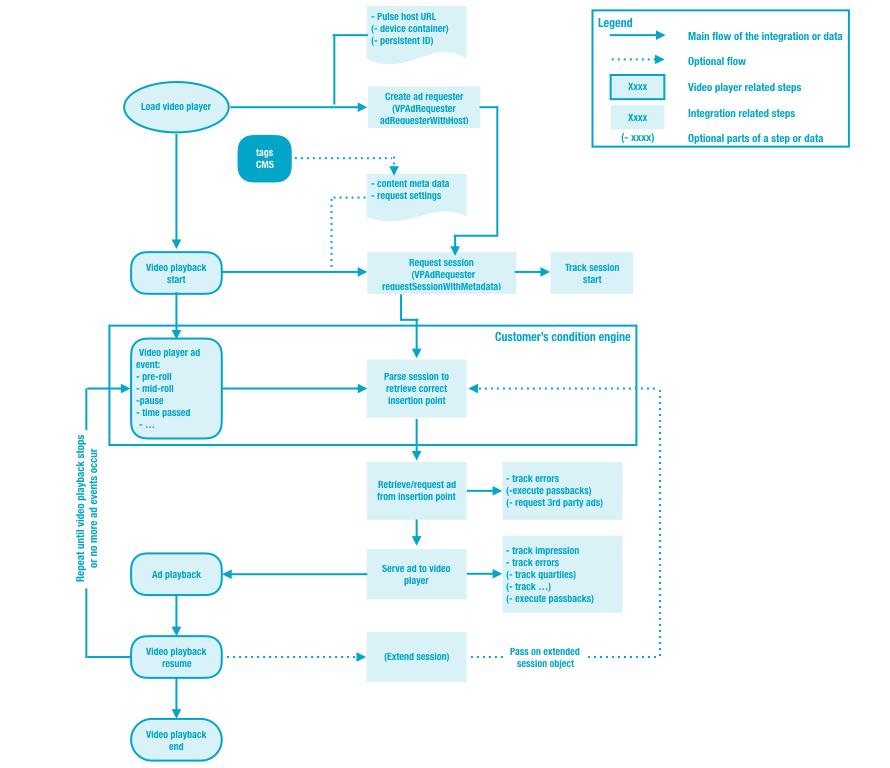 - Pulse host URL
(- device container)
(- persistent ID)
Legend
Main flow of the integration or data
Optional flow
Xxxx
Video player related steps
Xxxx
Integration related steps
(- xxxx)
Optional parts of a step or data
Load video player
Create ad requester
(VPAdRequester
adRequesterWithHost)
tags
CMS
- content meta data
- request settings
Video playback
start
Request session
(VPAdRequester
requestSessionWithMetadata)
Track session
start
Customer's condition engine
Video player ad
event:
- pre-roll
- mid-roll
-pause
- time passed
- ...
Parse session to
retrieve correct
insertion point
Repeat until video playback stops
or no more ad events occur
Retrieve/request ad
from insertion point
- track errors
(-execute passbacks)
(- request 3rd party ads)
Ad playback
Serve ad to video
player
- track impression
- track errors
(- track quartiles)
(- track ...)
(- execute passbacks)
Video playback
resume
(Extend session)
Pass on extended
session object
Video playback
end